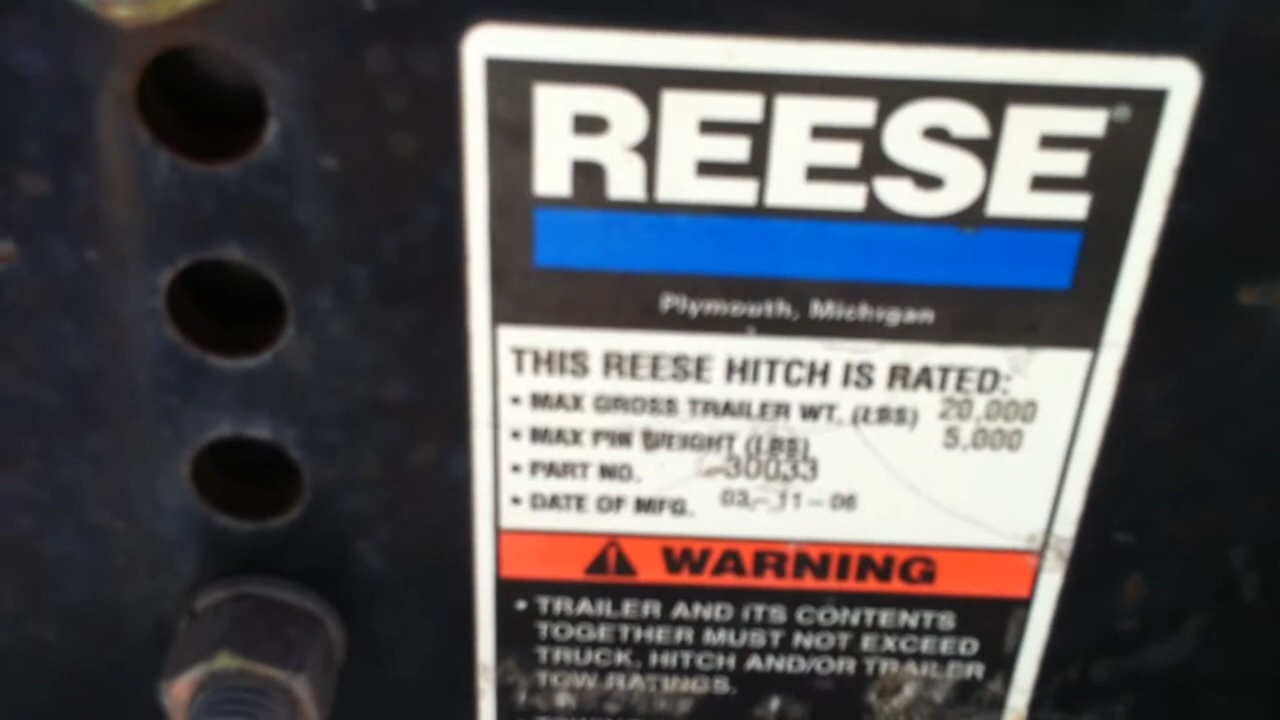 REESE®
Plymouth, Michigan
THIS REESE HITCH IS RATED:
• MAX GROSS TRAILER WT. (LBS) 20,000
• MAX PIN WEIGHT (LBS) 5,000
• PART NO. 30033
• DATE OF MFG. 03-11-06
WARNING
• TRAILER AND ITS CONTENTS
TOGETHER MUST NOT EXCEED
TRUCK, HITCH AND/OR TRAILER
TOW RATINGS.